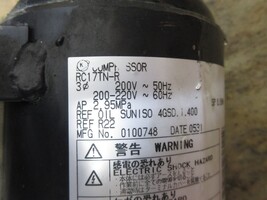 COMPRESSOR
RC17TN-R
3∅ 200V ~ 50Hz
200-220V ~ 60Hz
AP 2.95MPa
REF OIL SUNISO 4GSD.1,400
REF R22
MFG No. 0100748 DATE 0521
警告 WARNING
感電の恐れあり
ELECTRIC SHOCK HAZARD